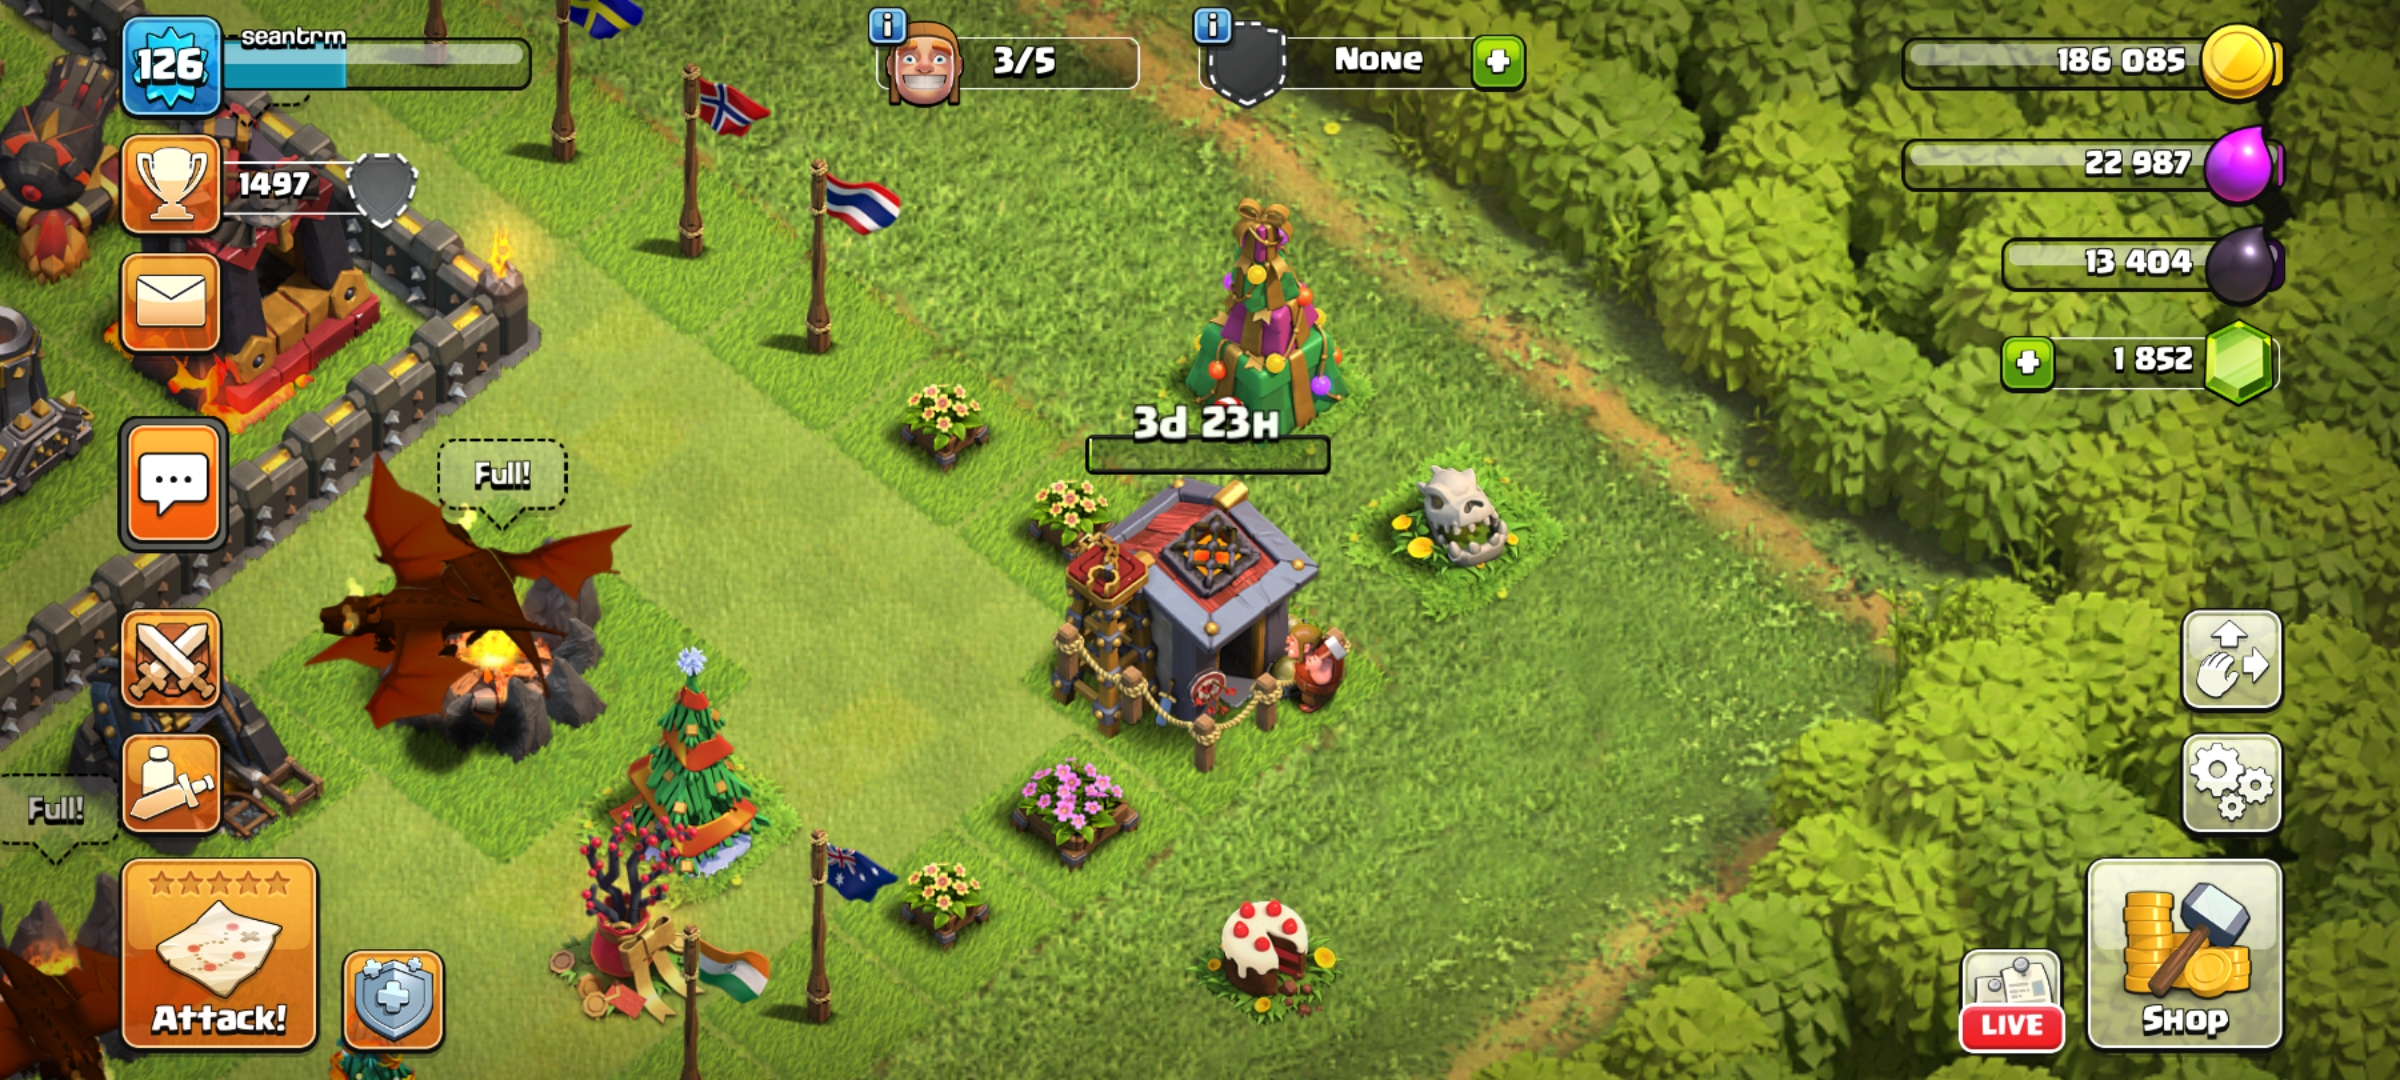 126
seantrm
3/5
None
186 085
1497
22 987
13 404
1 852
3d 23H
Full!
Full!
Attack!
LIVE
Shop